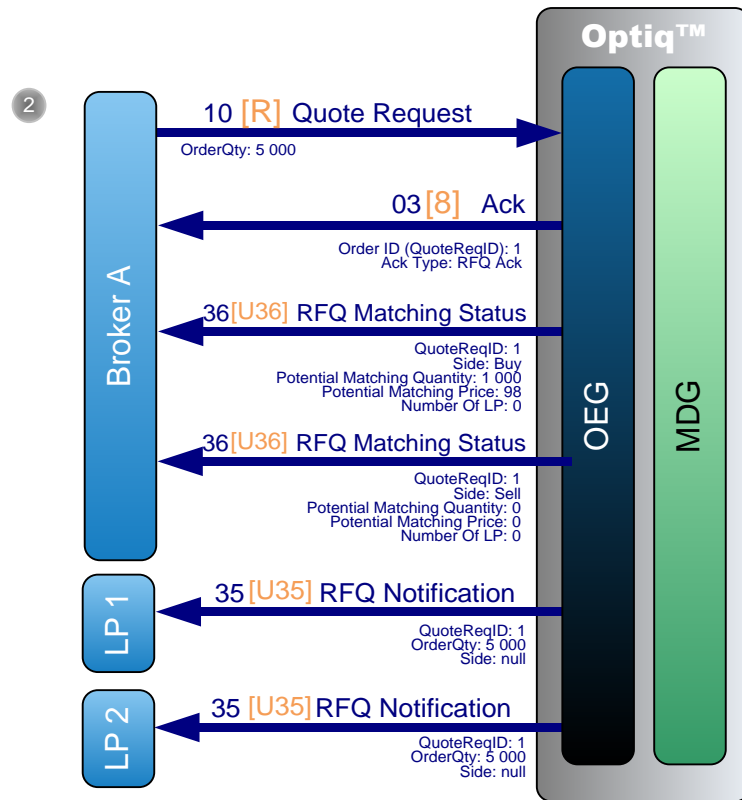 Optiq™
2
10 [R] Quote Request
OrderQty: 5 000
03 [8] Ack
Order ID (QuoteReqID): 1
Ack Type: RFQ Ack
36 [U36] RFQ Matching Status
QuoteReqID: 1
Side: Buy
Potential Matching Quantity: 1 000
Potential Matching Price: 98
Number Of LP: 0
36 [U36] RFQ Matching Status
QuoteReqID: 1
Side: Sell
Potential Matching Quantity: 0
Potential Matching Price: 0
Number Of LP: 0
Broker A
OEG
MDG
LP 1
35 [U35] RFQ Notification
QuoteReqID: 1
OrderQty: 5 000
Side: null
LP 2
35 [U35] RFQ Notification
QuoteReqID: 1
OrderQty: 5 000
Side: null